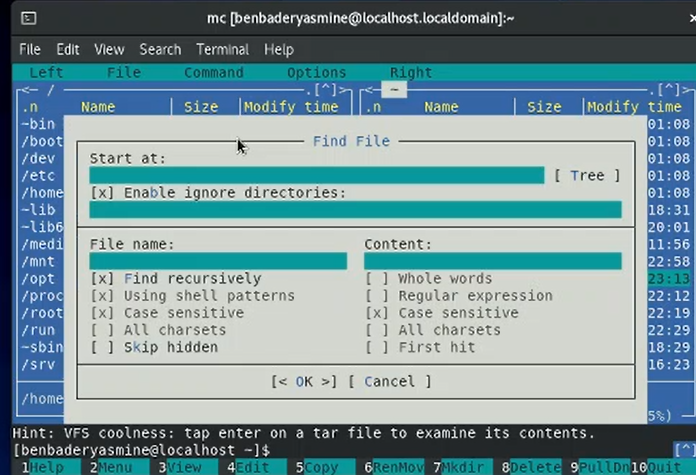 mc [benbaderyasmine@localhost.localdomain]:~
File Edit View Search Terminal Help
Left File Command Options Right
<— / .[^]> <— ~ .[^]>
.n Name Size Modify time .n Name Size Modify time
~bin 01:08
/boot 01:08
/dev Find File 01:08
/etc Start at: 01:08
[ Tree ]
/home [x] Enable ignore directories: 01:08
~lib 18:31
~lib6 20:01
/medi File name: Content: 11:56
/mnt 22:58
/opt [x] Find recursively [ ] Whole words 23:13
/proc [x] Using shell patterns [ ] Regular expression 22:12
/root [x] Case sensitive [x] Case sensitive 22:19
/run [ ] All charsets [ ] All charsets 22:29
~sbin [ ] Skip hidden [ ] First hit 01:08
/srv 16:23
/home [< OK >] [ Cancel ]
5%)
Hint: VFS coolness: tap enter on a tar file to examine its contents.
[benbaderyasmine@localhost ~]$ [^]
1Help 2Menu 3View 4Edit 5Copy 6RenMov 7Mkdir 8Delete 9PullDn 10Quit